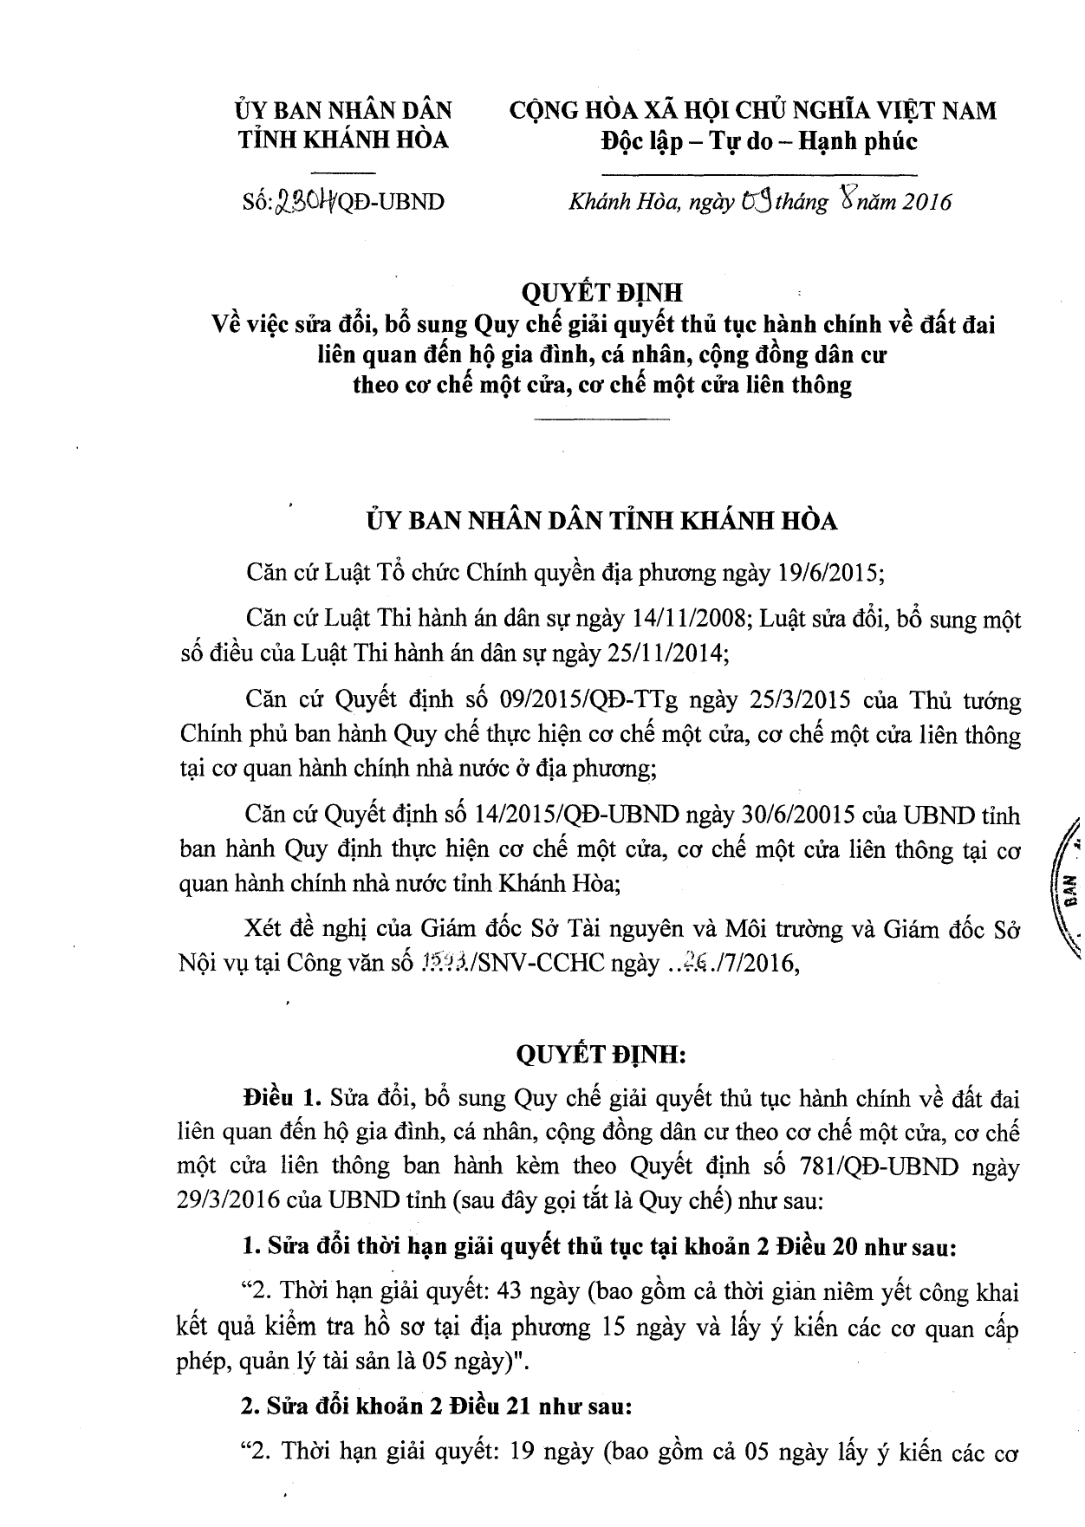 ỦY BAN NHÂN DÂN
TỈNH KHÁNH HÒA
CỘNG HÒA XÃ HỘI CHỦ NGHĨA VIỆT NAM
Độc lập – Tự do – Hạnh phúc
Số: 2304/QĐ-UBND
Khánh Hòa, ngày 09 tháng 8 năm 2016
QUYẾT ĐỊNH
Về việc sửa đổi, bổ sung Quy chế giải quyết thủ tục hành chính về đất đai
liên quan đến hộ gia đình, cá nhân, cộng đồng dân cư
theo cơ chế một cửa, cơ chế một cửa liên thông
ỦY BAN NHÂN DÂN TỈNH KHÁNH HÒA
Căn cứ Luật Tổ chức Chính quyền địa phương ngày 19/6/2015;
Căn cứ Luật Thi hành án dân sự ngày 14/11/2008; Luật sửa đổi, bổ sung một
số điều của Luật Thi hành án dân sự ngày 25/11/2014;
Căn cứ Quyết định số 09/2015/QĐ-TTg ngày 25/3/2015 của Thủ tướng
Chính phủ ban hành Quy chế thực hiện cơ chế một cửa, cơ chế một cửa liên thông
tại cơ quan hành chính nhà nước ở địa phương;
Căn cứ Quyết định số 14/2015/QĐ-UBND ngày 30/6/20015 của UBND tỉnh
ban hành Quy định thực hiện cơ chế một cửa, cơ chế một cửa liên thông tại cơ
quan hành chính nhà nước tỉnh Khánh Hòa;
BAN
Xét đề nghị của Giám đốc Sở Tài nguyên và Môi trường và Giám đốc Sở
Nội vụ tại Công văn số /SNV-CCHC ngày ..26./7/2016,
QUYẾT ĐỊNH:
Điều 1. Sửa đổi, bổ sung Quy chế giải quyết thủ tục hành chính về đất đai
liên quan đến hộ gia đình, cá nhân, cộng đồng dân cư theo cơ chế một cửa, cơ chế
một cửa liên thông ban hành kèm theo Quyết định số 781/QĐ-UBND ngày
29/3/2016 của UBND tỉnh (sau đây gọi tắt là Quy chế) như sau:
1. Sửa đổi thời hạn giải quyết thủ tục tại khoản 2 Điều 20 như sau:
“2. Thời hạn giải quyết: 43 ngày (bao gồm cả thời gian niêm yết công khai
kết quả kiểm tra hồ sơ tại địa phương 15 ngày và lấy ý kiến các cơ quan cấp
phép, quản lý tài sản là 05 ngày)".
2. Sửa đổi khoản 2 Điều 21 như sau:
“2. Thời hạn giải quyết: 19 ngày (bao gồm cả 05 ngày lấy ý kiến các cơ